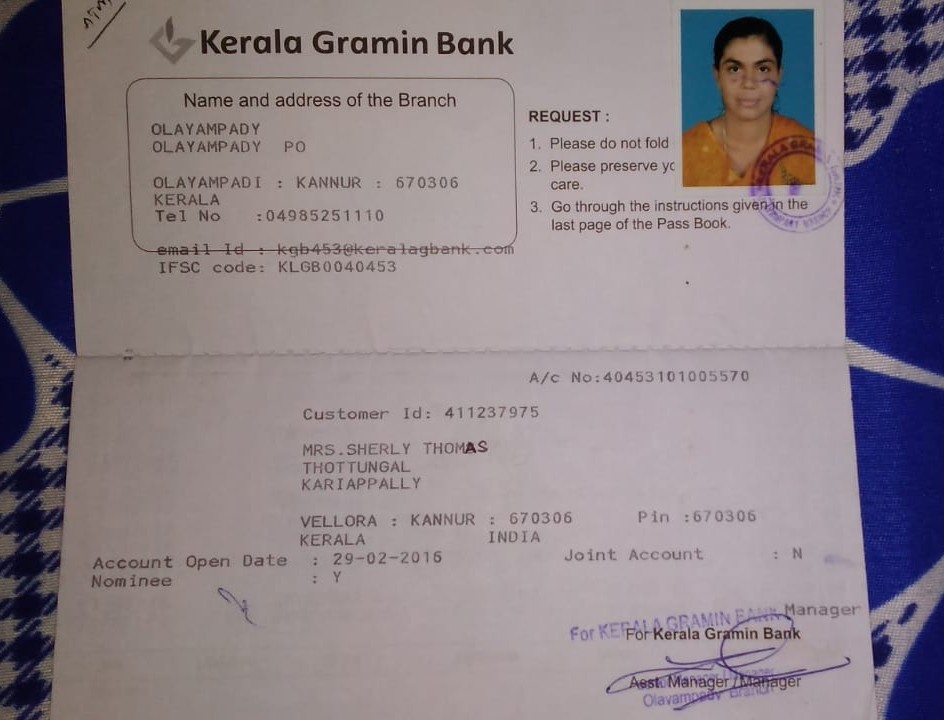 ATM
Kerala Gramin Bank
Name and address of the Branch
OLAYAMPADY
OLAYAMPADY PO
OLAYAMPADI : KANNUR : 670306
KERALA
Tel No :04985251110
email Id : kgb453@keralagbank.com
IFSC code: KLGB0040453
REQUEST :
1. Please do not fold
2. Please preserve yo
care.
3. Go through the instructions given in the
last page of the Pass Book.
KERALA GRAM
A/c No:40453101005570
Customer Id: 411237975
MRS.SHERLY THOMAS
THOTTUNGAL
KARIAPPALLY
VELLORA : KANNUR : 670306 Pin :670306
KERALA INDIA
Account Open Date : 29-02-2016 Joint Account : N
Nominee : Y
Manager
For KERALA GRAMIN BANK
For Kerala Gramin Bank
Asst. Manager / Manager
Olayampady Branch